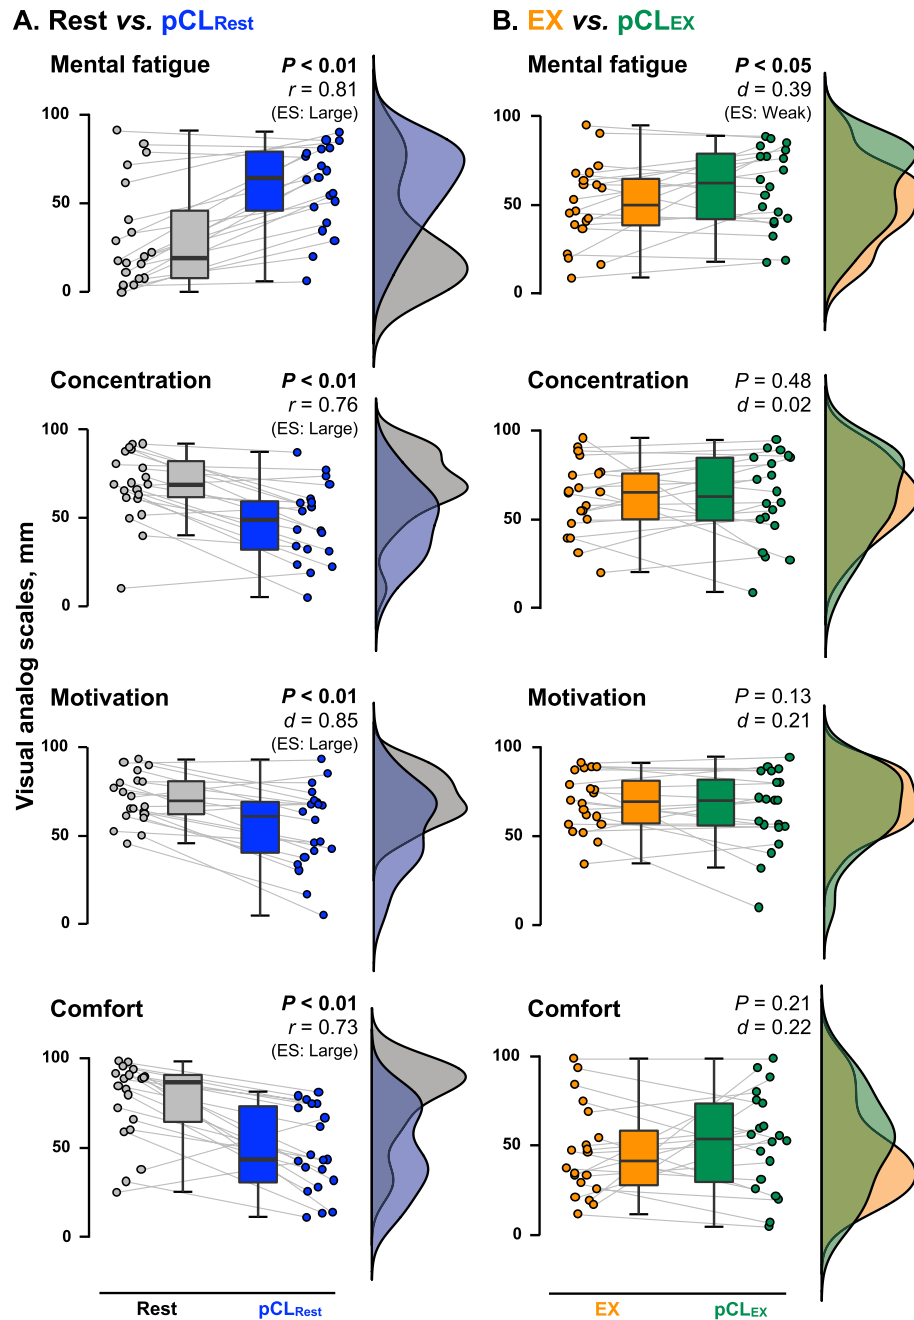 A. Rest vs. pCLRest
Mental fatigue
P < 0.01
r = 0.81
(ES: Large)
100
50
0
Concentration
P < 0.01
r = 0.76
(ES: Large)
100
50
0
Visual analog scales, mm
Motivation
P < 0.01
d = 0.85
(ES: Large)
100
50
0
Comfort
P < 0.01
r = 0.73
(ES: Large)
100
50
0
Rest pCLRest
B. EX vs. pCLEX
Mental fatigue
P < 0.05
d = 0.39
(ES: Weak)
100
50
0
Concentration
P = 0.48
d = 0.02
100
50
0
Motivation
P = 0.13
d = 0.21
100
50
0
Comfort
P = 0.21
d = 0.22
100
50
0
EX pCLEX